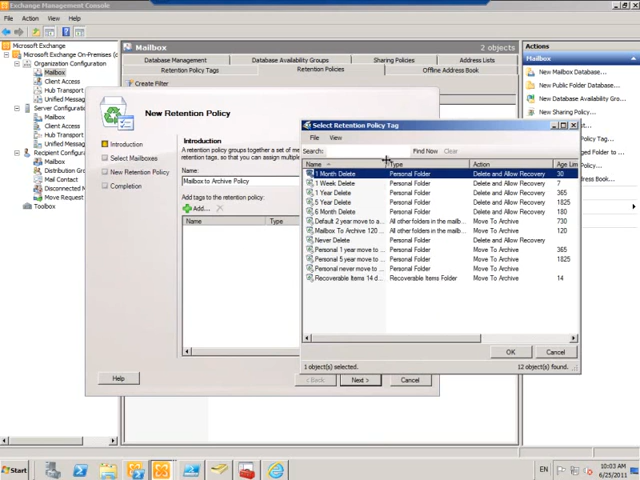 Exchange Management Console
File Action View Help
Microsoft Exchange
Microsoft Exchange On-Premises (
Organization Configuration
Mailbox
Client Access
Hub Transport
Unified Messag
Server Configuration
Mailbox
Client Access
Hub Transport
Unified Messag
Recipient Configura
Mailbox
Distribution Gro
Mail Contact
Disconnected M
Move Request
Toolbox
Mailbox
2 objects
Database Management
Database Availability Groups
Sharing Policies
Address Lists
Retention Policy Tags
Retention Policies
Offline Address Book
Create Filter
Actions
Mailbox
New Mailbox Database...
New Public Folder Database...
New Database Availability Gro...
New Sharing Policy...
New Retention Policy
Introduction
Select Mailboxes
New Retention Policy
Completion
Introduction
A retention policy groups together a set of me
retention tags, so that you can assign multiple
Name:
Mailbox to Archive Policy
Add tags to the retention policy:
Add...
Name Type
Help
< Back
Next >
Cancel
Select Retention Policy Tag
File View
Search:
Find Now Clear
Name Type Action Age Lim
1 Month Delete Personal Folder Delete and Allow Recovery 30
1 Week Delete Personal Folder Delete and Allow Recovery 7
1 Year Delete Personal Folder Delete and Allow Recovery 365
5 Year Delete Personal Folder Delete and Allow Recovery 1825
6 Month Delete Personal Folder Delete and Allow Recovery 180
Default 2 year move to a... All other folders in the mailb... Move To Archive 730
Mailbox To Archive 120 ... All other folders in the mailb... Move To Archive 120
Never Delete Personal Folder Delete and Allow Recovery
Personal 1 year move to ... Personal Folder Move To Archive 365
Personal 5 year move to ... Personal Folder Move To Archive 1825
Personal never move to ... Personal Folder Move To Archive
Recoverable Items 14 d... Recoverable Items Folder Move To Archive 14
OK
Cancel
1 object(s) selected.
12 object(s) found.
Start
EN
10:03 AM
6/25/2011